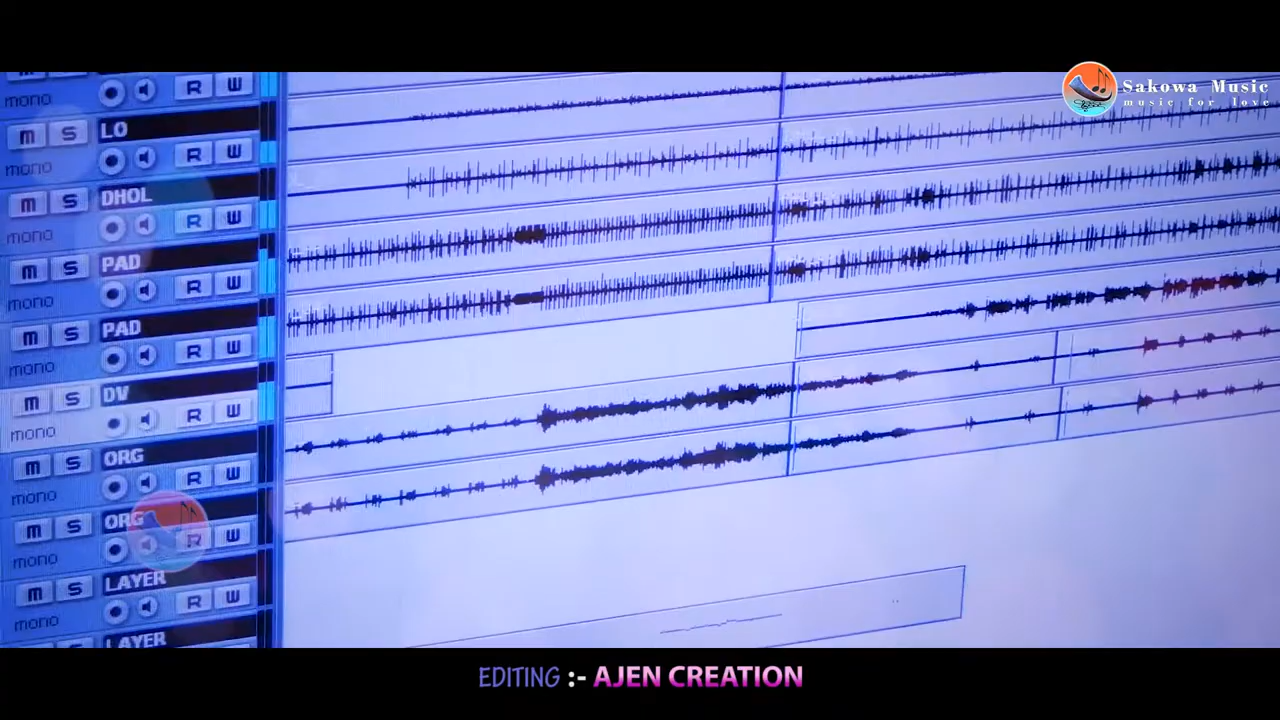 Sakowa Music
music for love
mono
R W
m S LO
mono R W
m S DHOL
mono R W
m S PAD
mono R W
m S PAD
mono R W
m S DV
mono R W
m S ORG
mono R W
m S ORG
mono R W
m S LAYER
mono R W
LAYER
EDITING :- AJEN CREATION